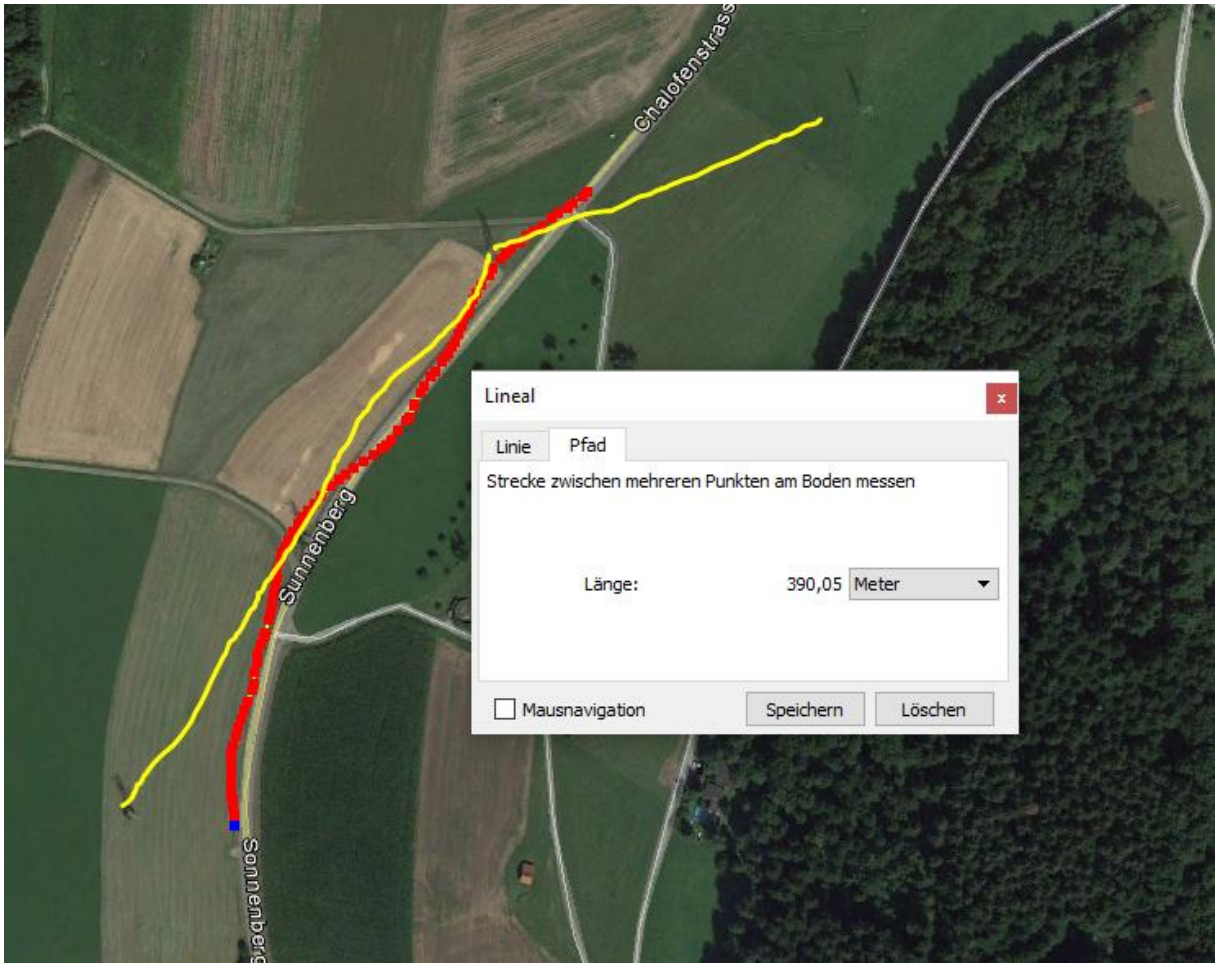 Chalofenstrass
Lineal
x
Linie
Pfad
Strecke zwischen mehreren Punkten am Boden messen
Sunnenberg
Länge:
390,05
Meter
Mausnavigation
Speichern
Löschen
Sonnenberg